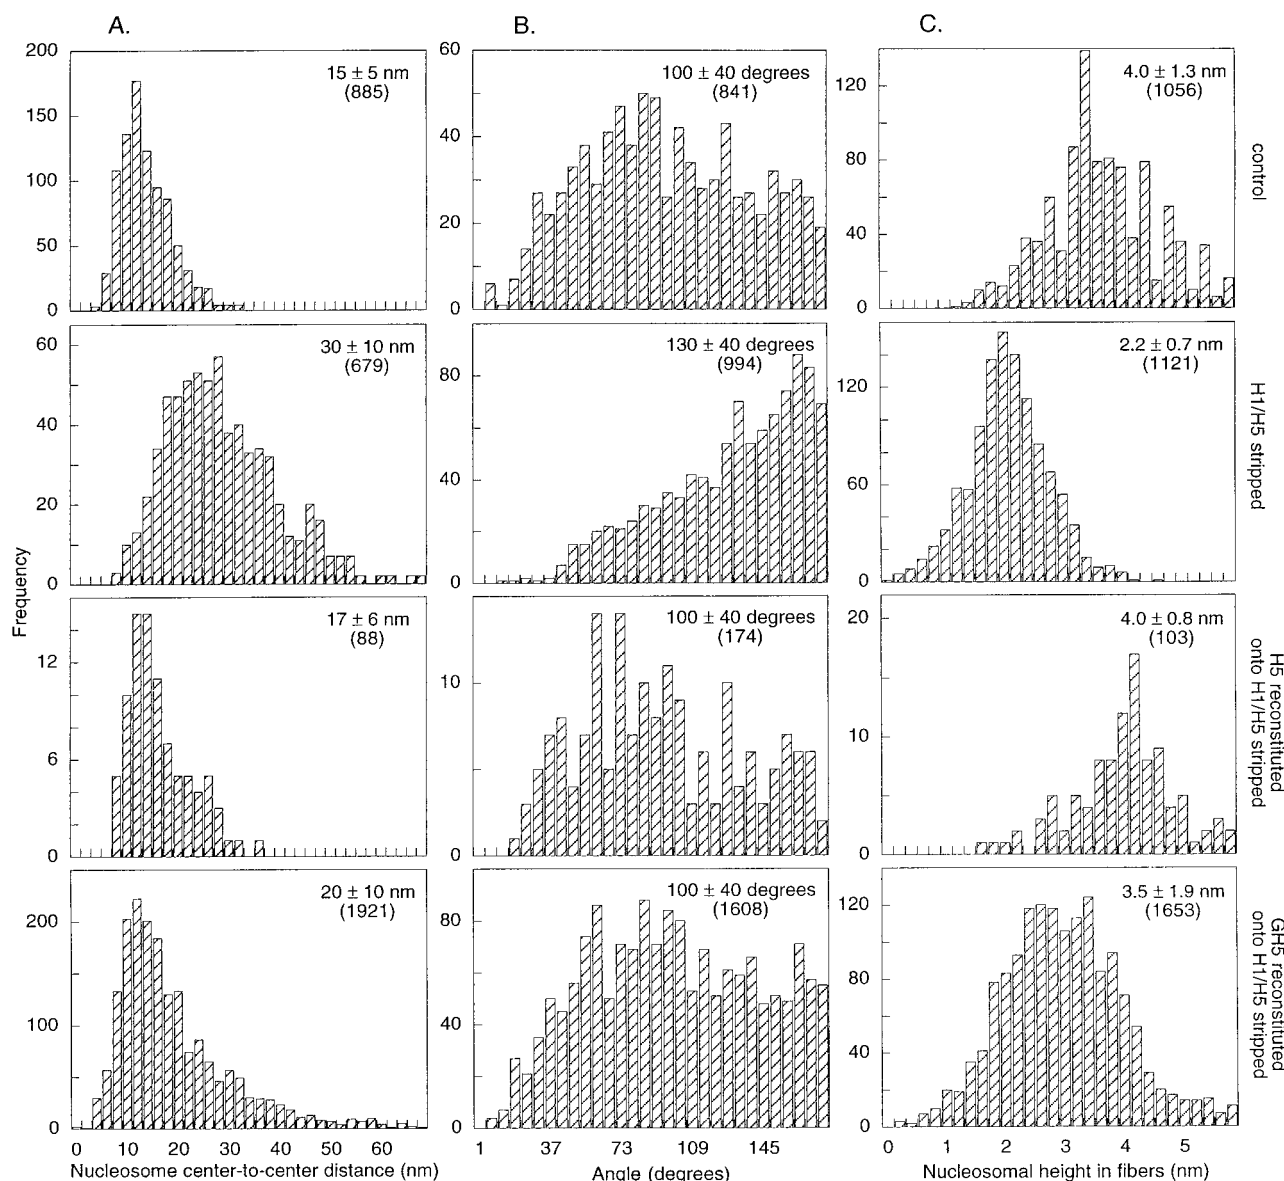 A.
B.
C.
200
150
100
50
0
15 ± 5 nm
(885)
60
40
20
0
100 ± 40 degrees
(841)
120
80
40
0
4.0 ± 1.3 nm
(1056)
control
60
40
20
0
30 ± 10 nm
(679)
80
40
0
130 ± 40 degrees
(994)
120
60
0
2.2 ± 0.7 nm
(1121)
H1/H5 stripped
Frequency
12
6
0
17 ± 6 nm
(88)
10
0
100 ± 40 degrees
(174)
20
10
0
4.0 ± 0.8 nm
(103)
H5 reconstituted
onto H1/H5 stripped
200
100
0
20 ± 10 nm
(1921)
80
40
0
100 ± 40 degrees
(1608)
120
80
40
0
3.5 ± 1.9 nm
(1653)
GH5 reconstituted
onto H1/H5 stripped
0 10 20 30 40 50 60
Nucleosome center-to-center distance (nm)
1 37 73 109 145
Angle (degrees)
0 1 2 3 4 5
Nucleosomal height in fibers (nm)